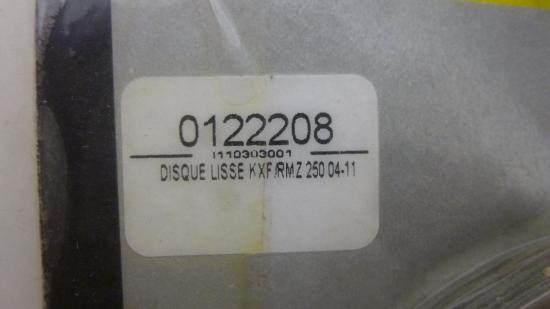 0122208
1110303001
DISQUE LISSE KXF/RMZ 250 04-11